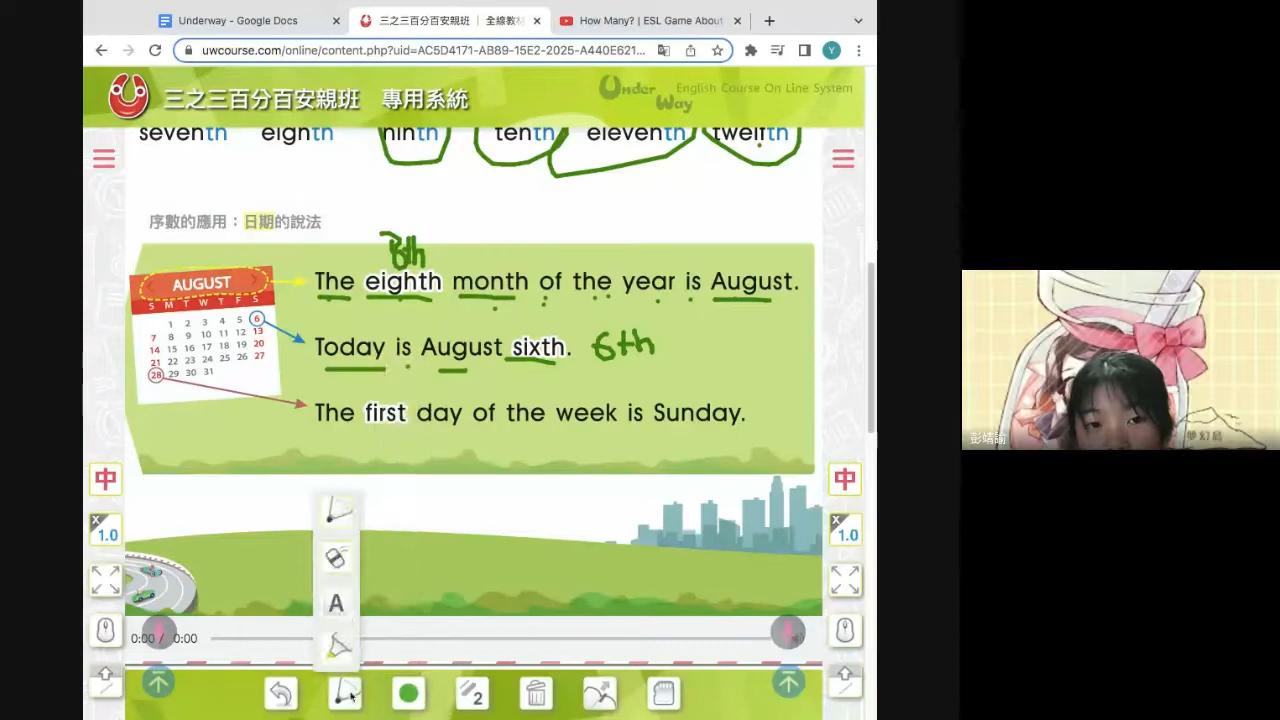 Underway - Google Docs
三之三百分百安親班 | 全線教材
How Many? | ESL Game About
uwcourse.com/online/content.php?uid=AC5D4171-AB89-15E2-2025-A440E621...
Y
三之三百分百安親班 專用系統
Under Way English Course On Line System
seventh eighth ninth tenth eleventh twelfth
序數的應用：日期的說法
8th
AUGUST
S M T W T F S
1 2 3 4 5 6
7 8 9 10 11 12 13
14 15 16 17 18 19 20
21 22 23 24 25 26 27
28 29 30 31
The eighth month of the year is August.
Today is August sixth. 6th
The first day of the week is Sunday.
彭靖諭
中 中
x 1.0 x 1.0
A
0:00 / 0:00
2